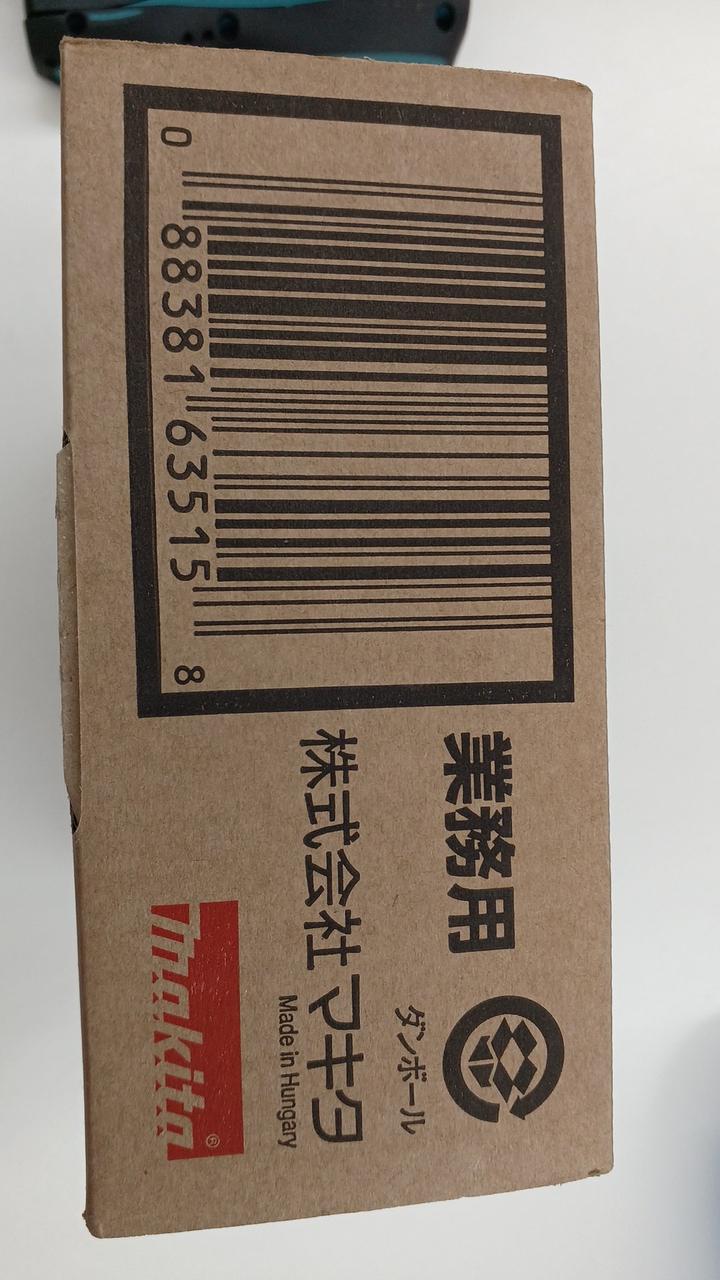 0 88381 63515 8
業務用
株式会社マキタ
ダンボール
Made in Hungary
makita®